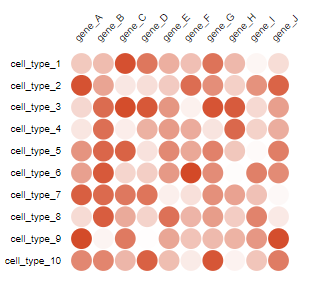 gene_A
gene_B
gene_C
gene_D
gene_E
gene_F
gene_G
gene_H
gene_I
gene_J
cell_type_1
cell_type_2
cell_type_3
cell_type_4
cell_type_5
cell_type_6
cell_type_7
cell_type_8
cell_type_9
cell_type_10